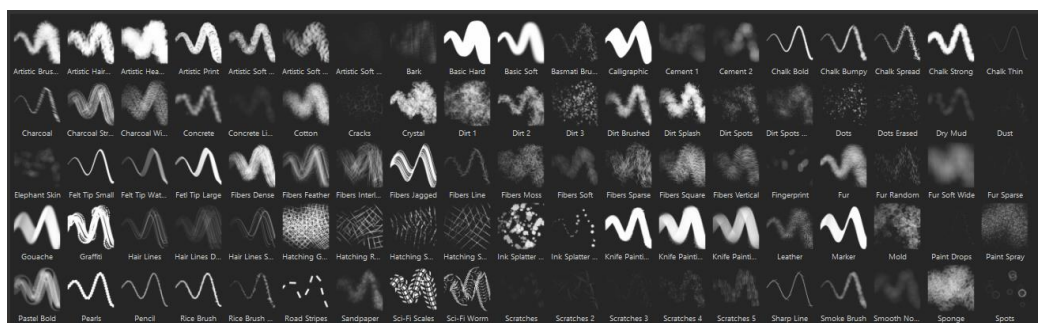 Artistic Brus... Artistic Hair... Artistic Hea... Artistic Print Artistic Soft ... Artistic Soft ... Artistic Soft ... Bark Basic Hard Basic Soft Basmati Bru... Calligraphic Cement 1 Cement 2 Chalk Bold Chalk Bumpy Chalk Spread Chalk Strong Chalk Thin
Charcoal Charcoal Str... Charcoal Wi... Concrete Concrete Li... Cotton Cracks Crystal Dirt 1 Dirt 2 Dirt 3 Dirt Brushed Dirt Splash Dirt Spots Dirt Spots ... Dots Dots Erased Dry Mud Dust
Elephant Skin Felt Tip Small Felt Tip Wat... Fetl Tip Large Fibers Dense Fibers Feather Fibers Interl... Fibers Jagged Fibers Line Fibers Moss Fibers Soft Fibers Sparse Fibers Square Fibers Vertical Fingerprint Fur Fur Random Fur Soft Wide Fur Sparse
Gouache Graffiti Hair Lines Hair Lines D... Hair Lines S... Hatching G... Hatching R... Hatching S... Hatching S... Ink Splatter ... Ink Splatter ... Knife Painti... Knife Painti... Knife Painti... Leather Marker Mold Paint Drops Paint Spray
Pastel Bold Pearls Pencil Rice Brush Rice Brush ... Road Stripes Sandpaper Sci-Fi Scales Sci-Fi Worm Scratches Scratches 2 Scratches 3 Scratches 4 Scratches 5 Sharp Line Smoke Brush Smooth No... Sponge Spots